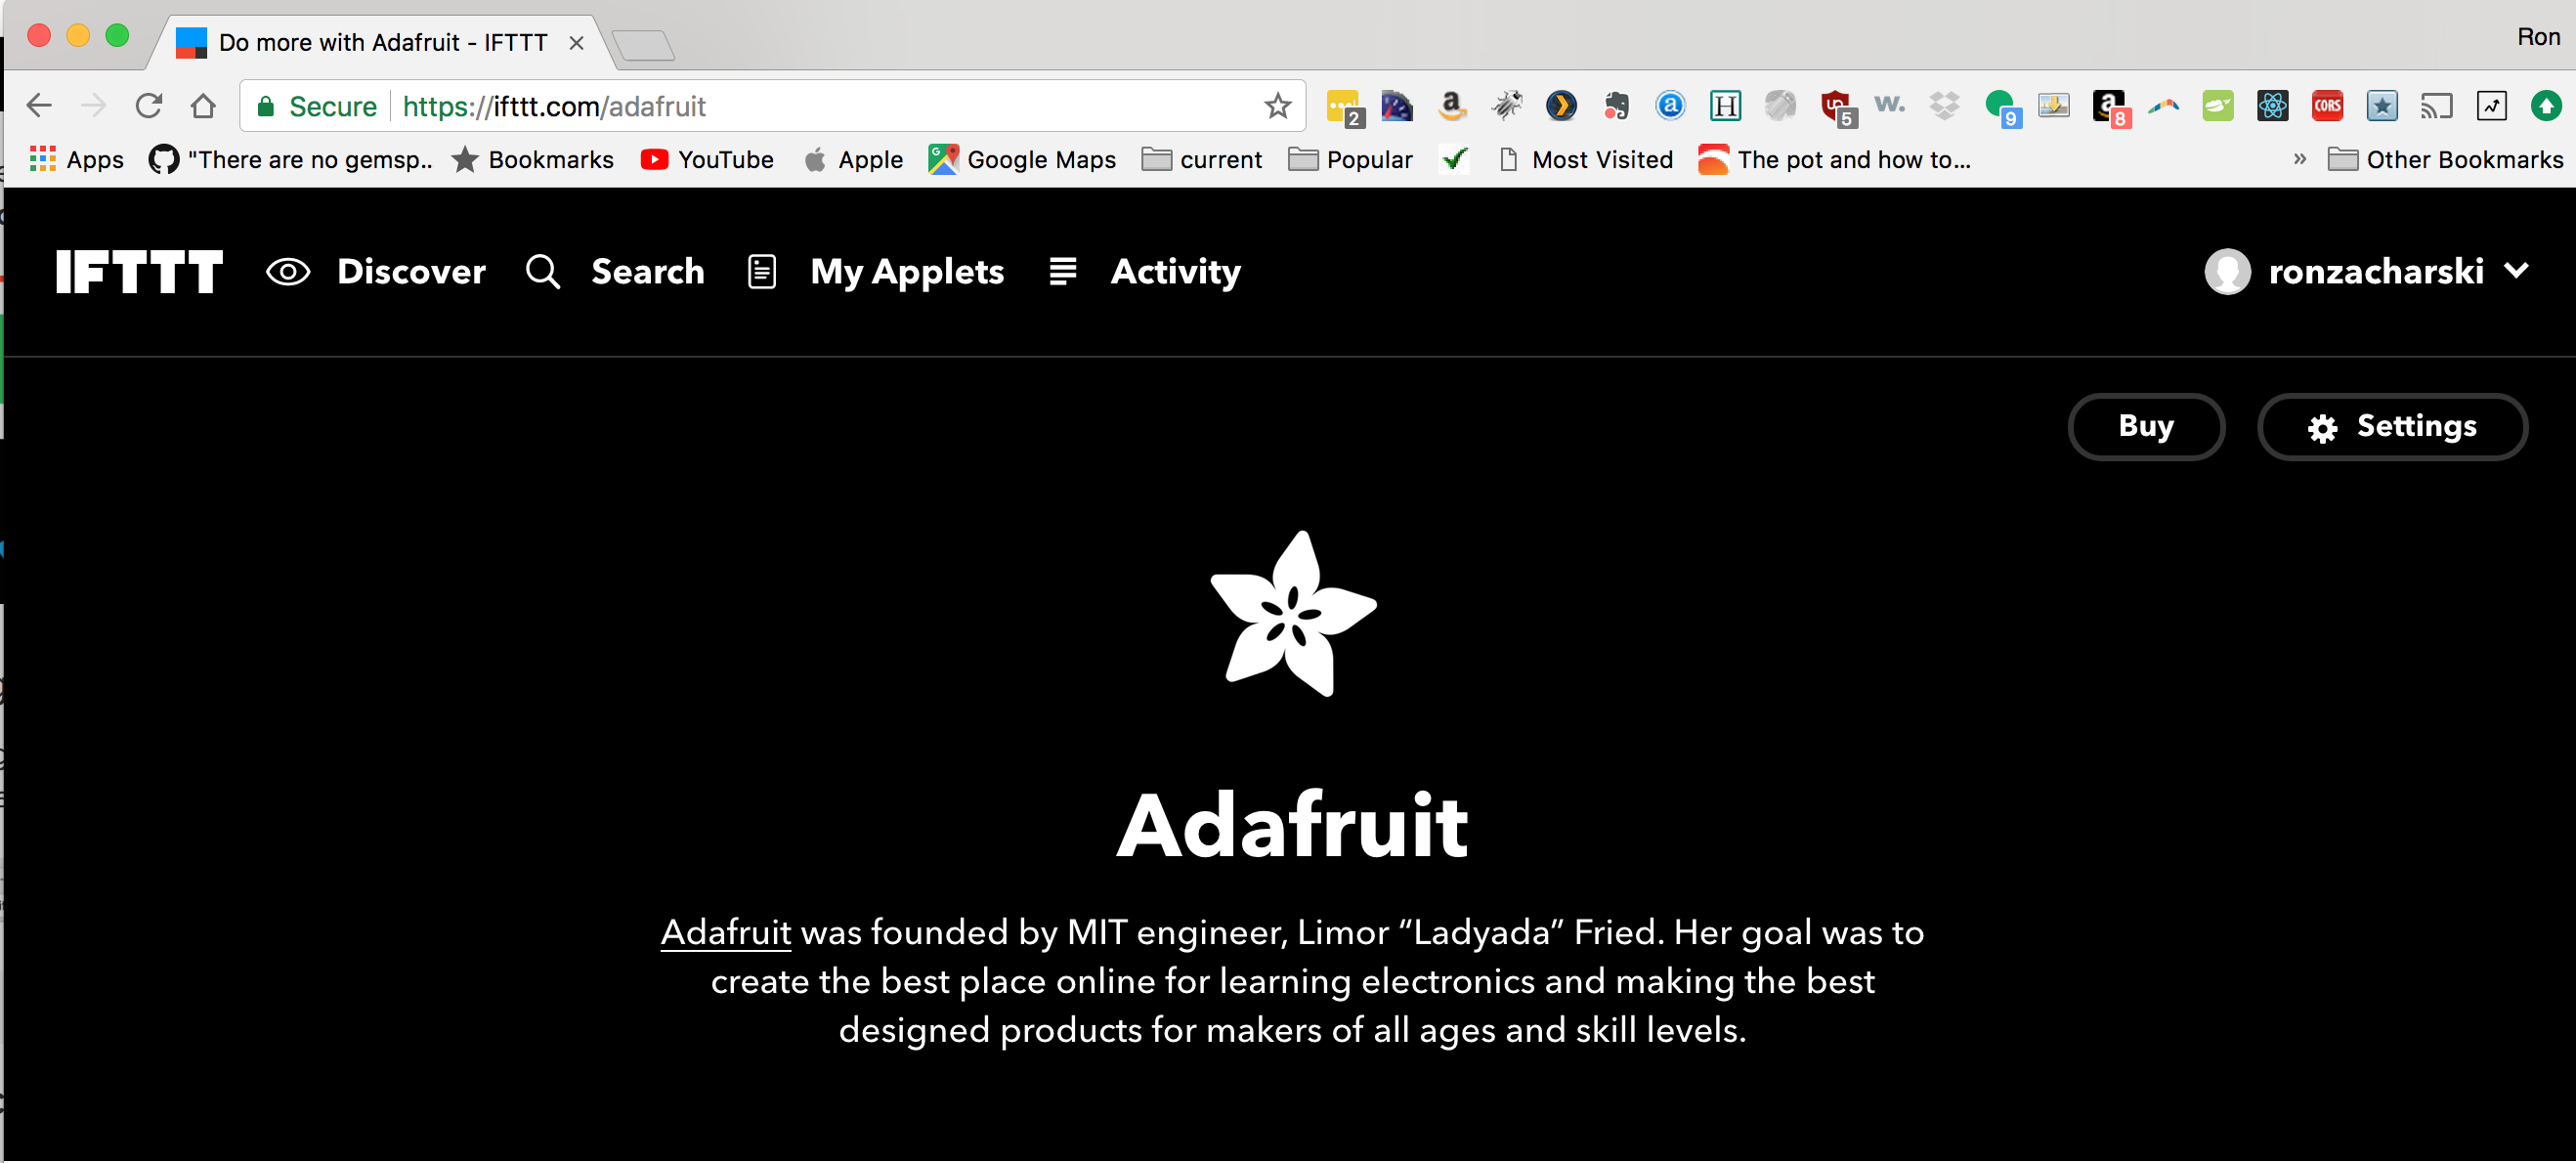 Do more with Adafruit - IFTTT
Ron
Secure https://ifttt.com/adafruit
2 5 9 8 CORS
Apps "There are no gemsp.. Bookmarks YouTube Apple Google Maps current Popular Most Visited The pot and how to... » Other Bookmarks
IFTTT Discover Search My Applets Activity ronzacharski
Buy Settings
Adafruit
Adafruit was founded by MIT engineer, Limor “Ladyada” Fried. Her goal was to
create the best place online for learning electronics and making the best
designed products for makers of all ages and skill levels.